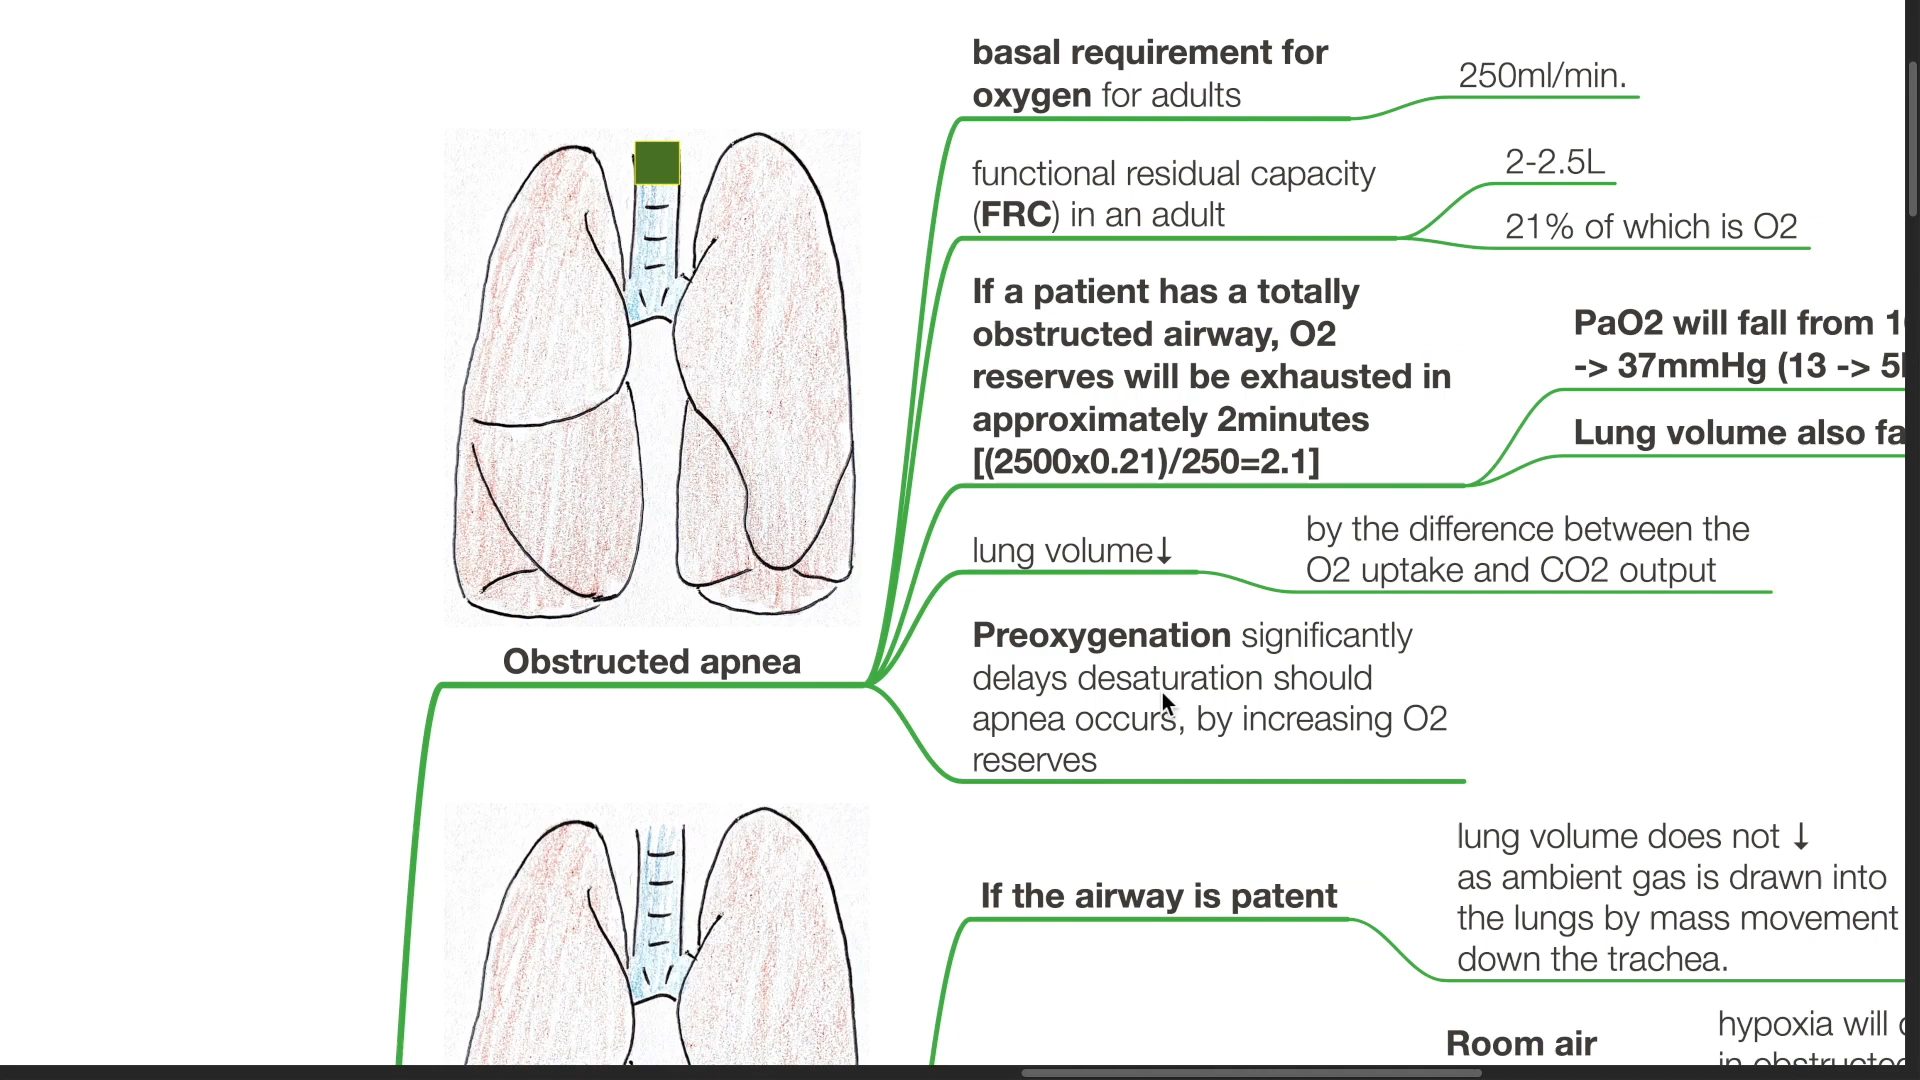 basal requirement for
oxygen for adults
250ml/min.
functional residual capacity
(FRC) in an adult
2-2.5L
21% of which is O2
If a patient has a totally
obstructed airway, O2
reserves will be exhausted in
approximately 2minutes
[(2500x0.21)/250=2.1]
PaO2 will fall from
-> 37mmHg (13 ->
Lung volume also
lung volume↓
by the difference between the
O2 uptake and CO2 output
Preoxygenation significantly
delays desaturation should
apnea occurs, by increasing O2
reserves
Obstructed apnea
If the airway is patent
lung volume does not ↓
as ambient gas is drawn into
the lungs by mass movement
down the trachea.
Room air
hypoxia will
in